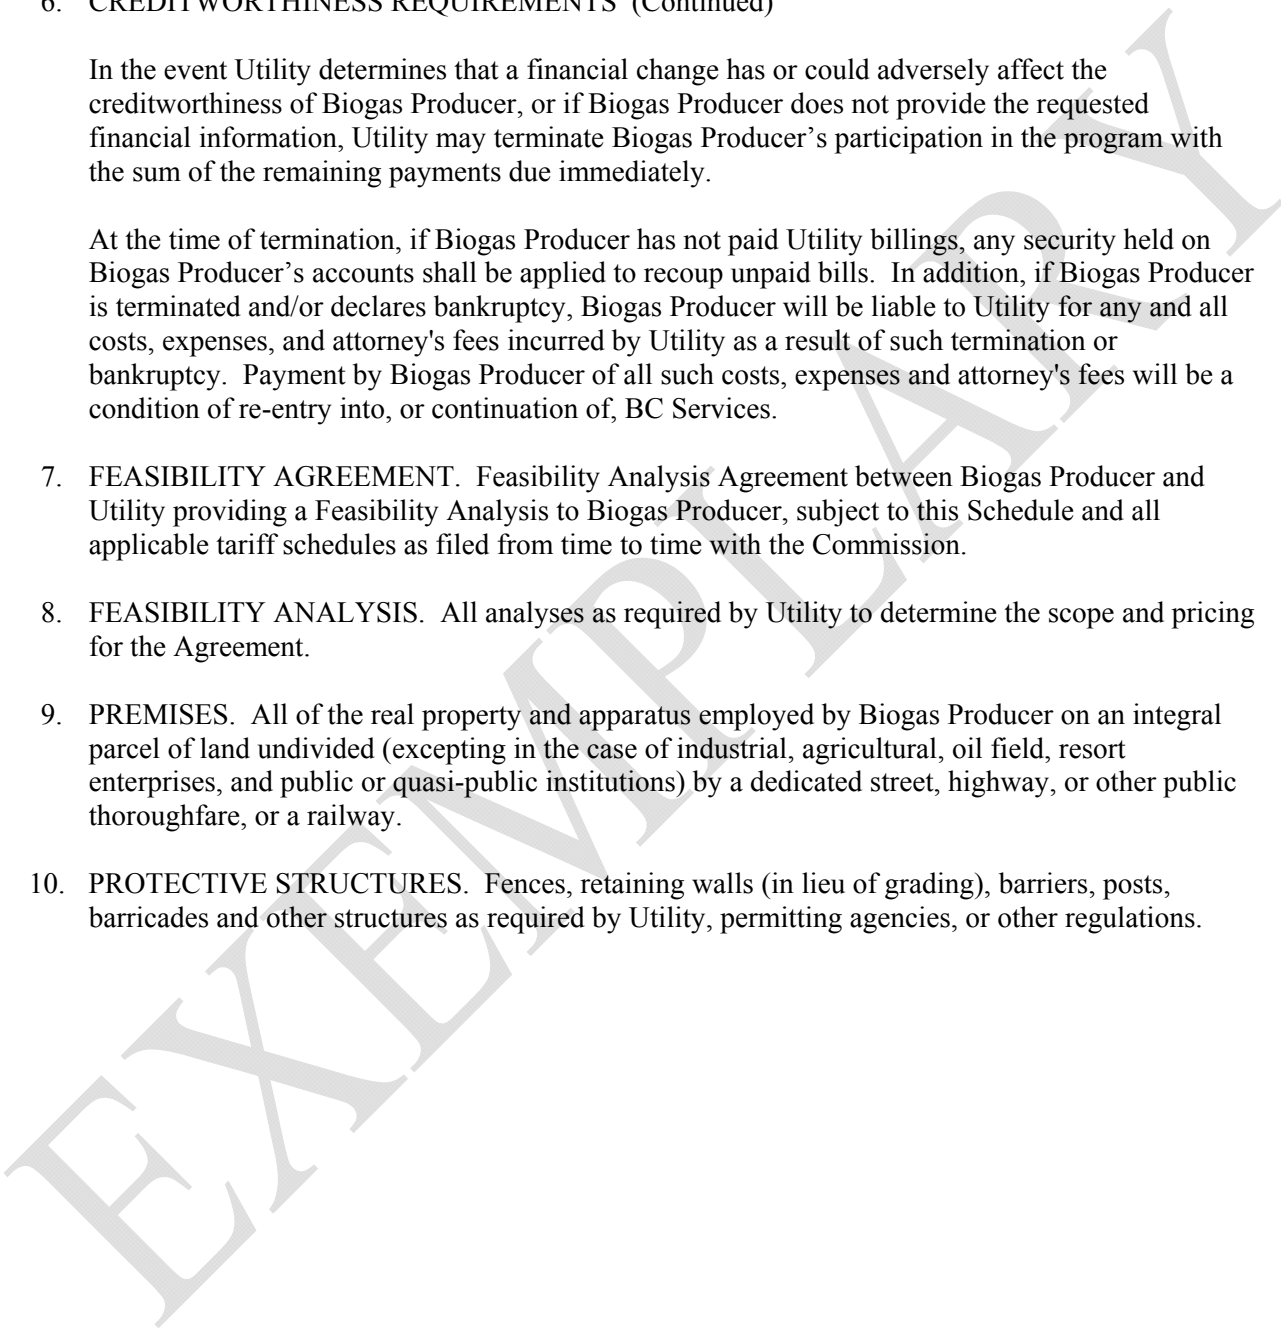 6. CREDITWORTHINESS REQUIREMENTS (Continued)
In the event Utility determines that a financial change has or could adversely affect the
creditworthiness of Biogas Producer, or if Biogas Producer does not provide the requested
financial information, Utility may terminate Biogas Producer’s participation in the program with
the sum of the remaining payments due immediately.
At the time of termination, if Biogas Producer has not paid Utility billings, any security held on
Biogas Producer’s accounts shall be applied to recoup unpaid bills.  In addition, if Biogas Producer
is terminated and/or declares bankruptcy, Biogas Producer will be liable to Utility for any and all
costs, expenses, and attorney's fees incurred by Utility as a result of such termination or
bankruptcy.  Payment by Biogas Producer of all such costs, expenses and attorney's fees will be a
condition of re-entry into, or continuation of, BC Services.
7. FEASIBILITY AGREEMENT.  Feasibility Analysis Agreement between Biogas Producer and
Utility providing a Feasibility Analysis to Biogas Producer, subject to this Schedule and all
applicable tariff schedules as filed from time to time with the Commission.
8. FEASIBILITY ANALYSIS.  All analyses as required by Utility to determine the scope and pricing
for the Agreement.
9. PREMISES.  All of the real property and apparatus employed by Biogas Producer on an integral
parcel of land undivided (excepting in the case of industrial, agricultural, oil field, resort
enterprises, and public or quasi-public institutions) by a dedicated street, highway, or other public
thoroughfare, or a railway.
10. PROTECTIVE STRUCTURES.  Fences, retaining walls (in lieu of grading), barriers, posts,
barricades and other structures as required by Utility, permitting agencies, or other regulations.
EXEMPLARY